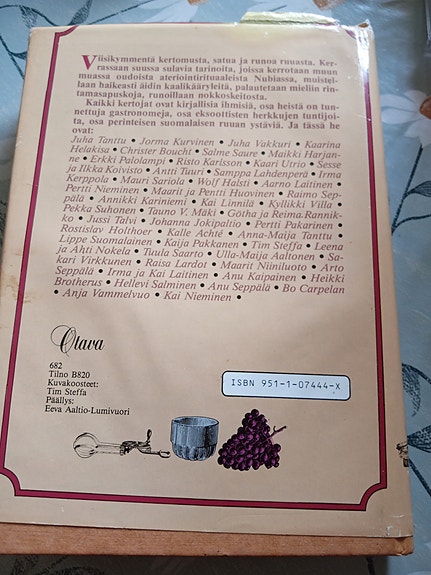 Viisikymmentä kertomusta, satua ja runoa ruuasta. Ker-
rassaan suussa sulavia tarinoita, joissa kerrotaan muun
muassa oudoista ateriointirituaaleista Nubiassa, muistel-
laan haikeasti äidin kaalikääryleitä, palautetaan mieliin rin-
tamasapuskoja, runoillaan nokkoskeitosta.
Kaikki kertojat ovat kirjallisia ihmisiä, osa heistä on tun-
nettuja gastronomeja, osa eksoottisten herkkujen tuntijoi-
ta, osa perinteisen suomalaisen ruuan ystäviä. Ja tässä he
ovat:
Juha Tanttu • Jorma Kurvinen • Juha Vakkuri • Kaarina
Helakisa • Christer Boucht • Salme Saure • Maikki Harjan-
ne • Erkki Palolampi • Risto Karlsson • Kaari Utrio • Sesse
ja Ilkka Koivisto • Antti Tuuri • Samppa Lahdenperä • Irma
Kerppola • Mauri Sariola • Wolf Halsti • Aarno Laitinen •
Pertti Nieminen • Maarit ja Pentti Huovinen • Raimo Sep-
pälä • Annikki Kariniemi • Kai Linnilä • Kyllikki Villa •
Pekka Suhonen • Tauno V. Mäki • Götha ja Reima Rannik-
ko • Jussi Talvi • Johanna Jokipaltio • Pertti Hakanen •
Rostislav Holthoer • Kalle Achté • Anna-Maija Tanttu •
Lippe Suomalainen • Kaija Pakkanen • Tim Steffa • Leena
ja Ahti Nokela • Tuula Saarto • Ulla-Maija Aaltonen • Sa-
kari Virkkunen • Raisa Lardot • Maarit Niiniluoto • Arto
Seppälä • Irma ja Kai Laitinen • Anu Kaipainen • Heikki
Brotherus • Hellevi Salminen • Anu Seppälä • Bo Carpelan
• Anja Vammelvuo • Kai Nieminen •
Otava
682
Tilno B820
Kuvakoosteet:
Tim Steffa
Päällys:
Eeva Aaltio-Lumivuori
ISBN 951-1-07444-X